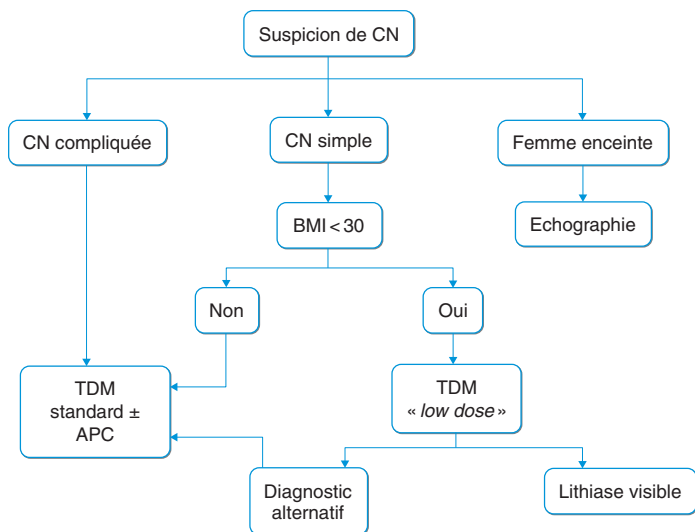 Suspicion de CN
CN compliquée
CN simple
Femme enceinte
BMI < 30
Echographie
Non
Oui
TDM
standard ±
APC
TDM
« low dose »
Diagnostic
alternatif
Lithiase visible